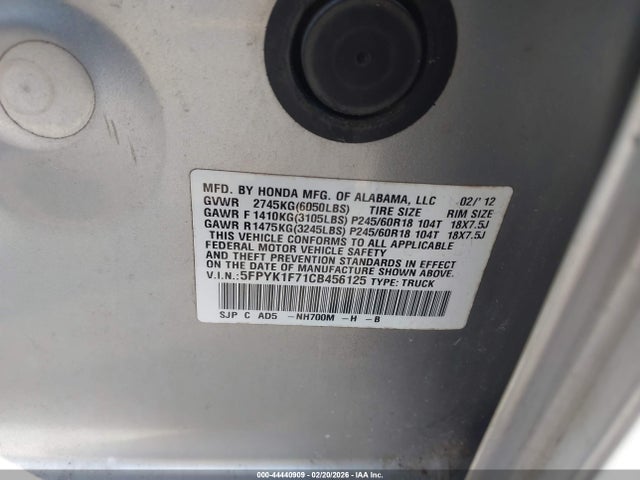 MFD. BY HONDA MFG. OF ALABAMA, LLC 02/'12
GVWR 2745KG(6050LBS) TIRE SIZE RIM SIZE
GAWR F 1410KG(3105LBS) P245/60R18 104T 18X7.5J
GAWR R1475KG(3245LBS) P245/60R18 104T 18X7.5J
THIS VEHICLE CONFORMS TO ALL APPLICABLE
FEDERAL MOTOR VEHICLE SAFETY
AND THEFT PREVENTION STANDARDS IN EFFECT
ON THE DATE OF MANUFACTURE SHOWN ABOVE.
V.I.N.:5FPYK1F71CB456125 TYPE:TRUCK
SJP C AD5 -NH700M -H -B
000-44440909 - 02/20/2026 - IAA Inc.